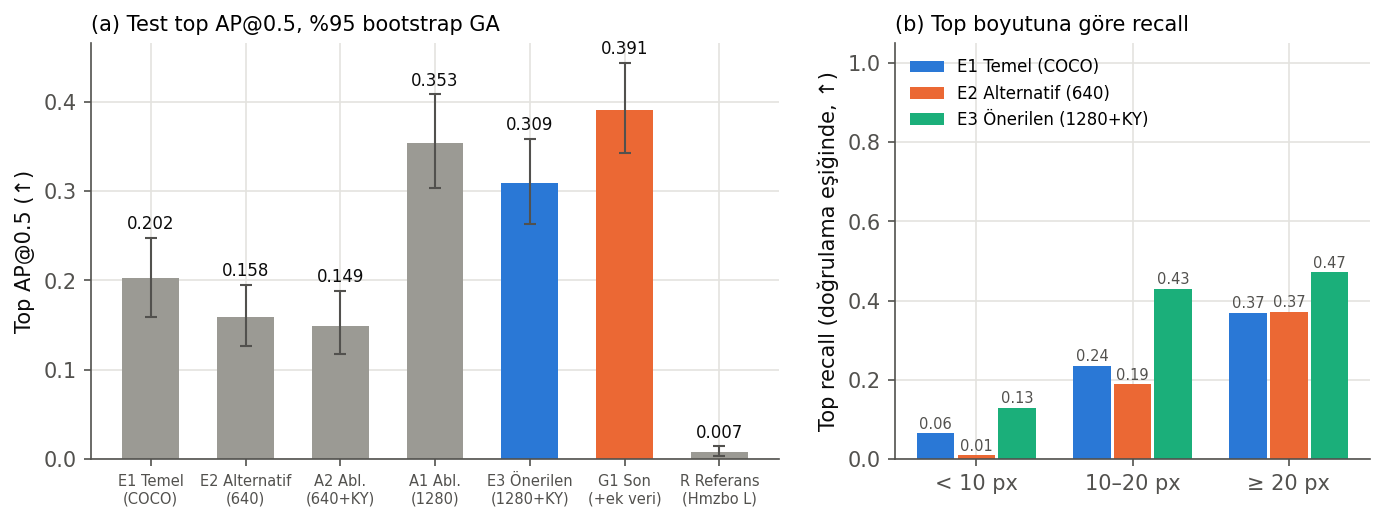 (a) Test top AP@0.5, %95 bootstrap GA
Top AP@0.5 (↑)
0.4
0.3
0.2
0.1
0.0
0.202
0.158
0.149
0.353
0.309
0.391
0.007
E1 Temel
(COCO)
E2 Alternatif
(640)
A2 Abl.
(640+KY)
A1 Abl.
(1280)
E3 Önerilen
(1280+KY)
G1 Son
(+ek veri)
R Referans
(Hmzbo L)
(b) Top boyutuna göre recall
Top recall (doğrulama eşiğinde, ↑)
1.0
0.8
0.6
0.4
0.2
0.0
E1 Temel (COCO)
E2 Alternatif (640)
E3 Önerilen (1280+KY)
0.06
0.01
0.13
0.24
0.19
0.43
0.37
0.37
0.47
< 10 px
10–20 px
≥ 20 px